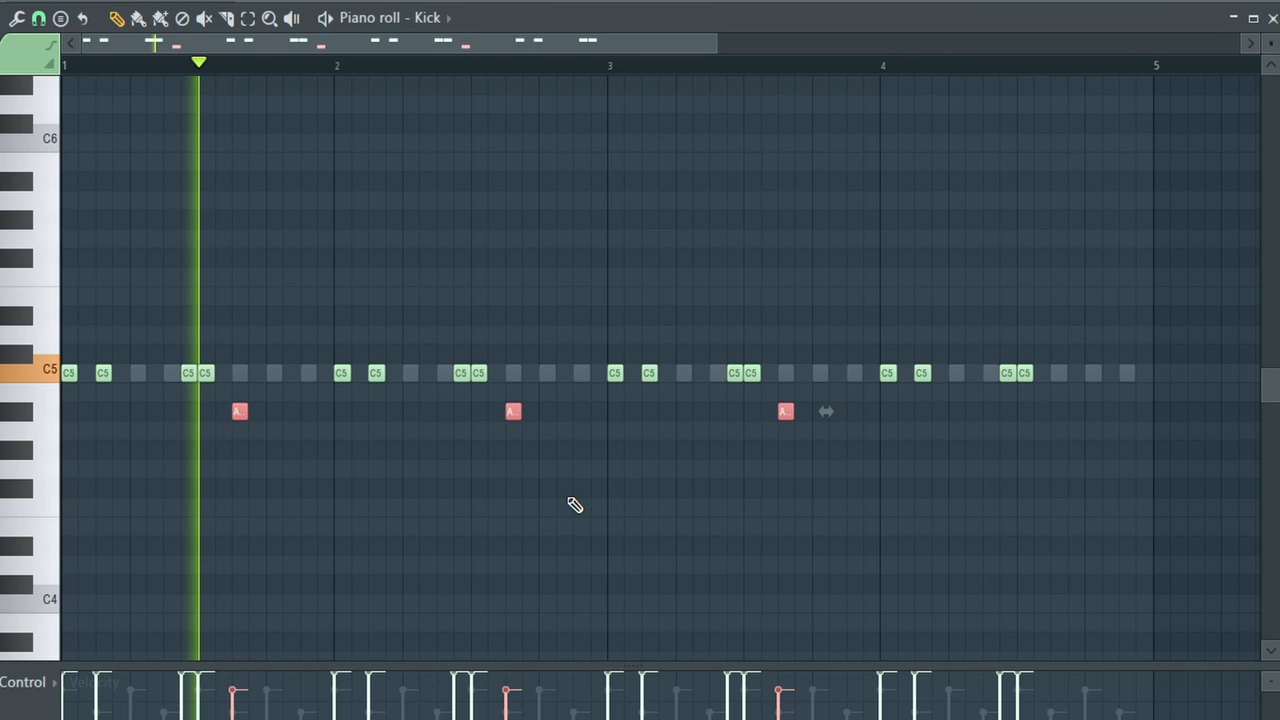 Piano roll - Kick
1 2 3 4 5
C6
C5 C5 C5 C5 C5 C5 C5 C5 C5 C5 C5 C5 C5 C5 C5 C5 C5
A.. A.. A..
C4
Control Velocity